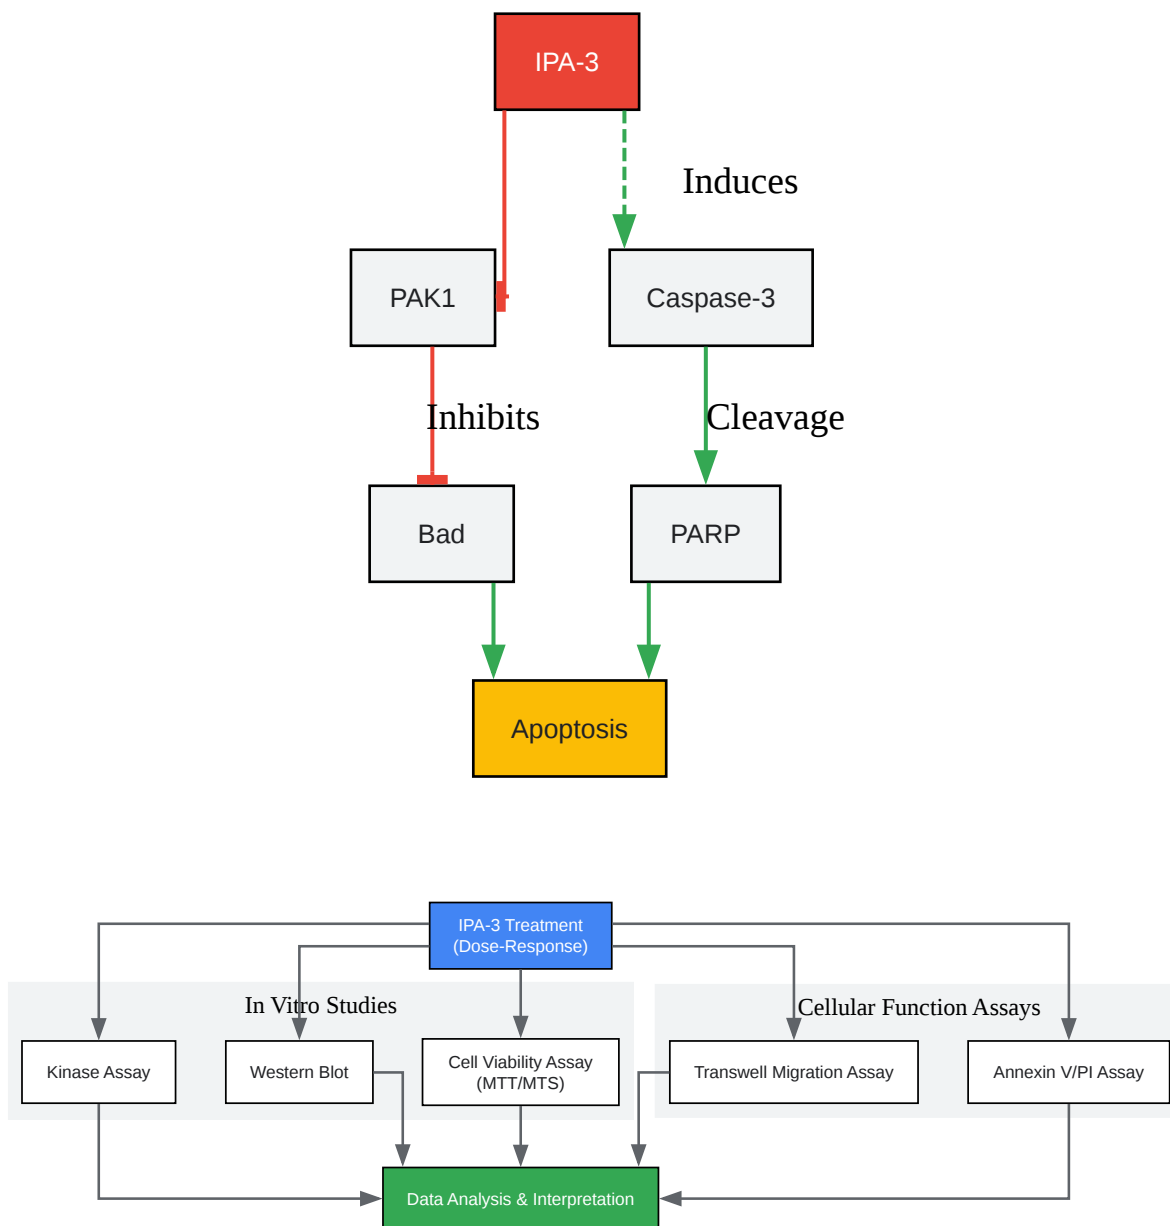 IPA-3
Induces
PAK1
Caspase-3
Inhibits
Cleavage
Bad
PARP
Apoptosis
IPA-3 Treatment
(Dose-Response)
In Vitro Studies
Cellular Function Assays
Kinase Assay
Western Blot
Cell Viability Assay
(MTT/MTS)
Transwell Migration Assay
Annexin V/PI Assay
Data Analysis & Interpretation